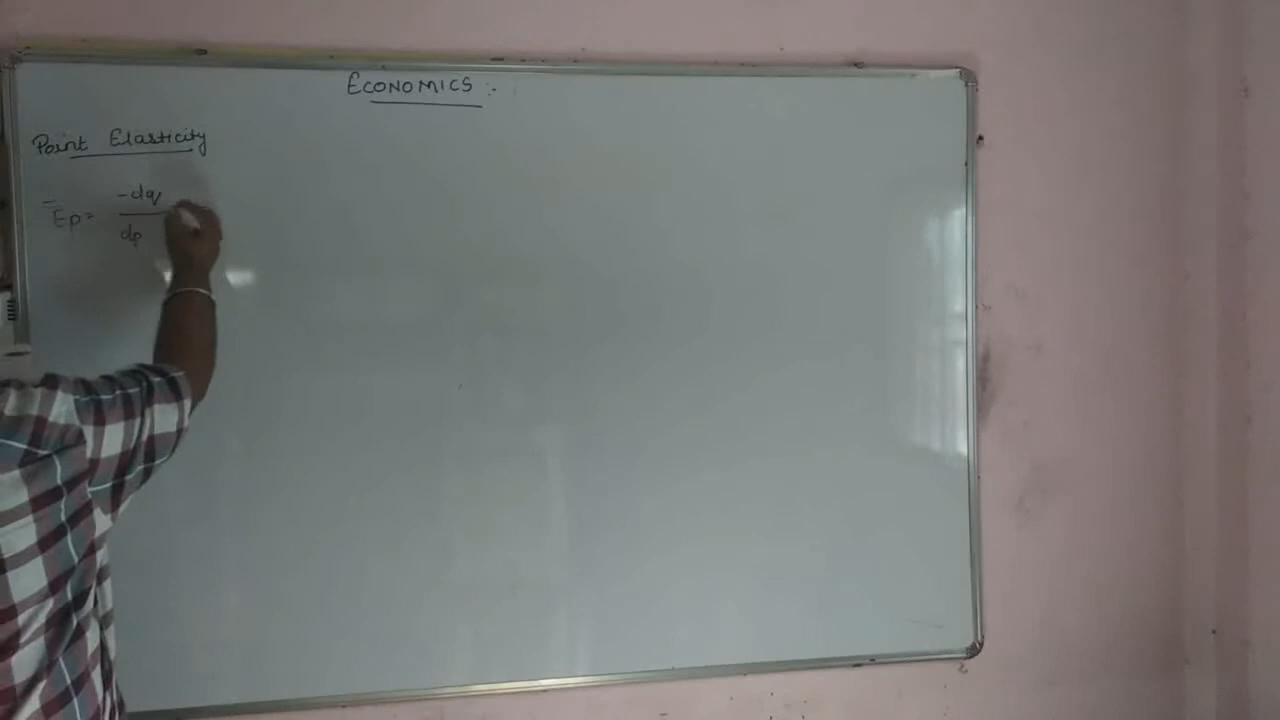 ECONOMICS :-
Point Elasticity
Ep = -dq/dp